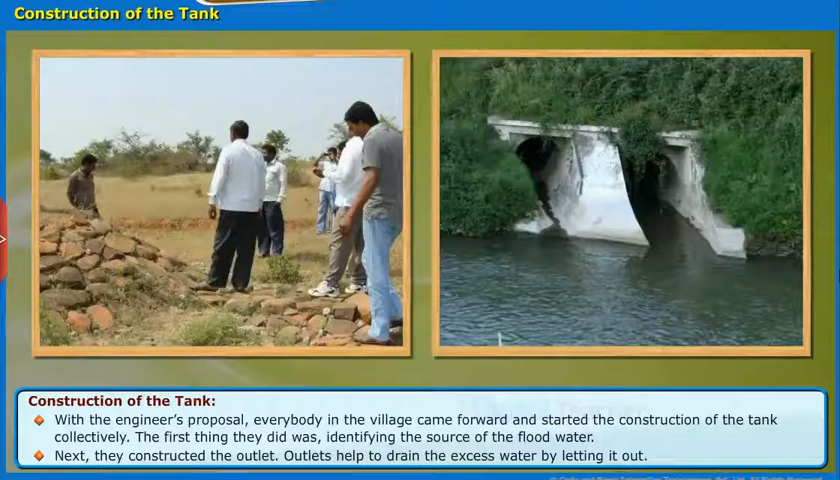 Construction of the Tank
Construction of the Tank:
With the engineer's proposal, everybody in the village came forward and started the construction of the tank
collectively. The first thing they did was, identifying the source of the flood water.
Next, they constructed the outlet. Outlets help to drain the excess water by letting it out.